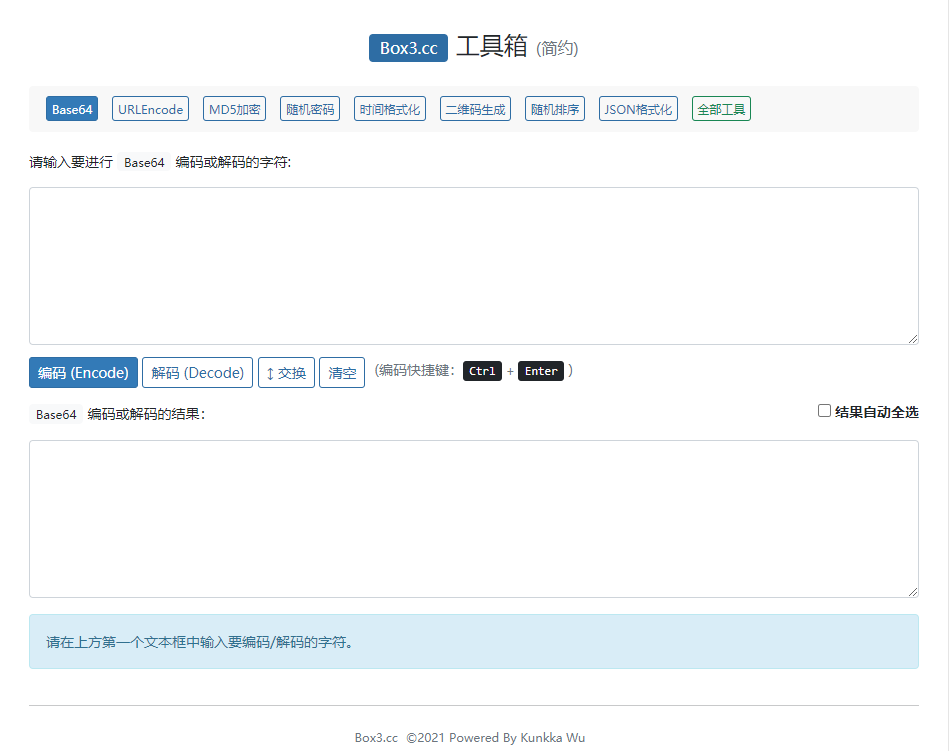 Box3.cc 工具箱 (简约)
Base64 URLEncode MD5加密 随机密码 时间格式化 二维码生成 随机排序 JSON格式化 全部工具
请输入要进行 Base64 编码或解码的字符:
编码 (Encode) 解码 (Decode) ↕ 交换 清空 (编码快捷键: Ctrl + Enter )
Base64 编码或解码的结果: 结果自动全选
请在上方第一个文本框中输入要编码/解码的字符。
Box3.cc ©2021 Powered By Kunkka Wu